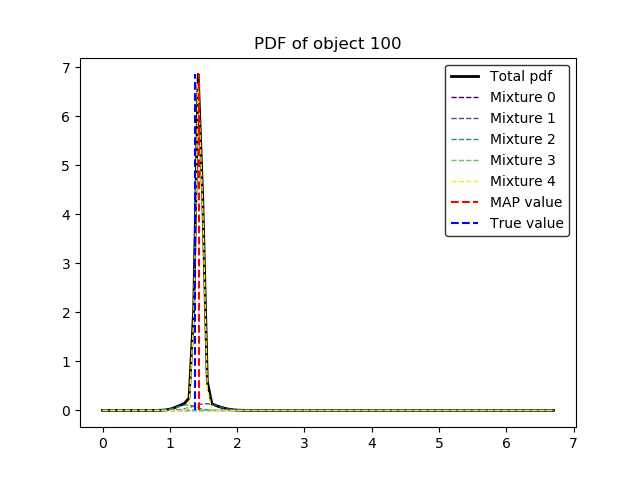 PDF of object 100
7
6
5
4
3
2
1
0
0 1 2 3 4 5 6 7
Total pdf
Mixture 0
Mixture 1
Mixture 2
Mixture 3
Mixture 4
MAP value
True value